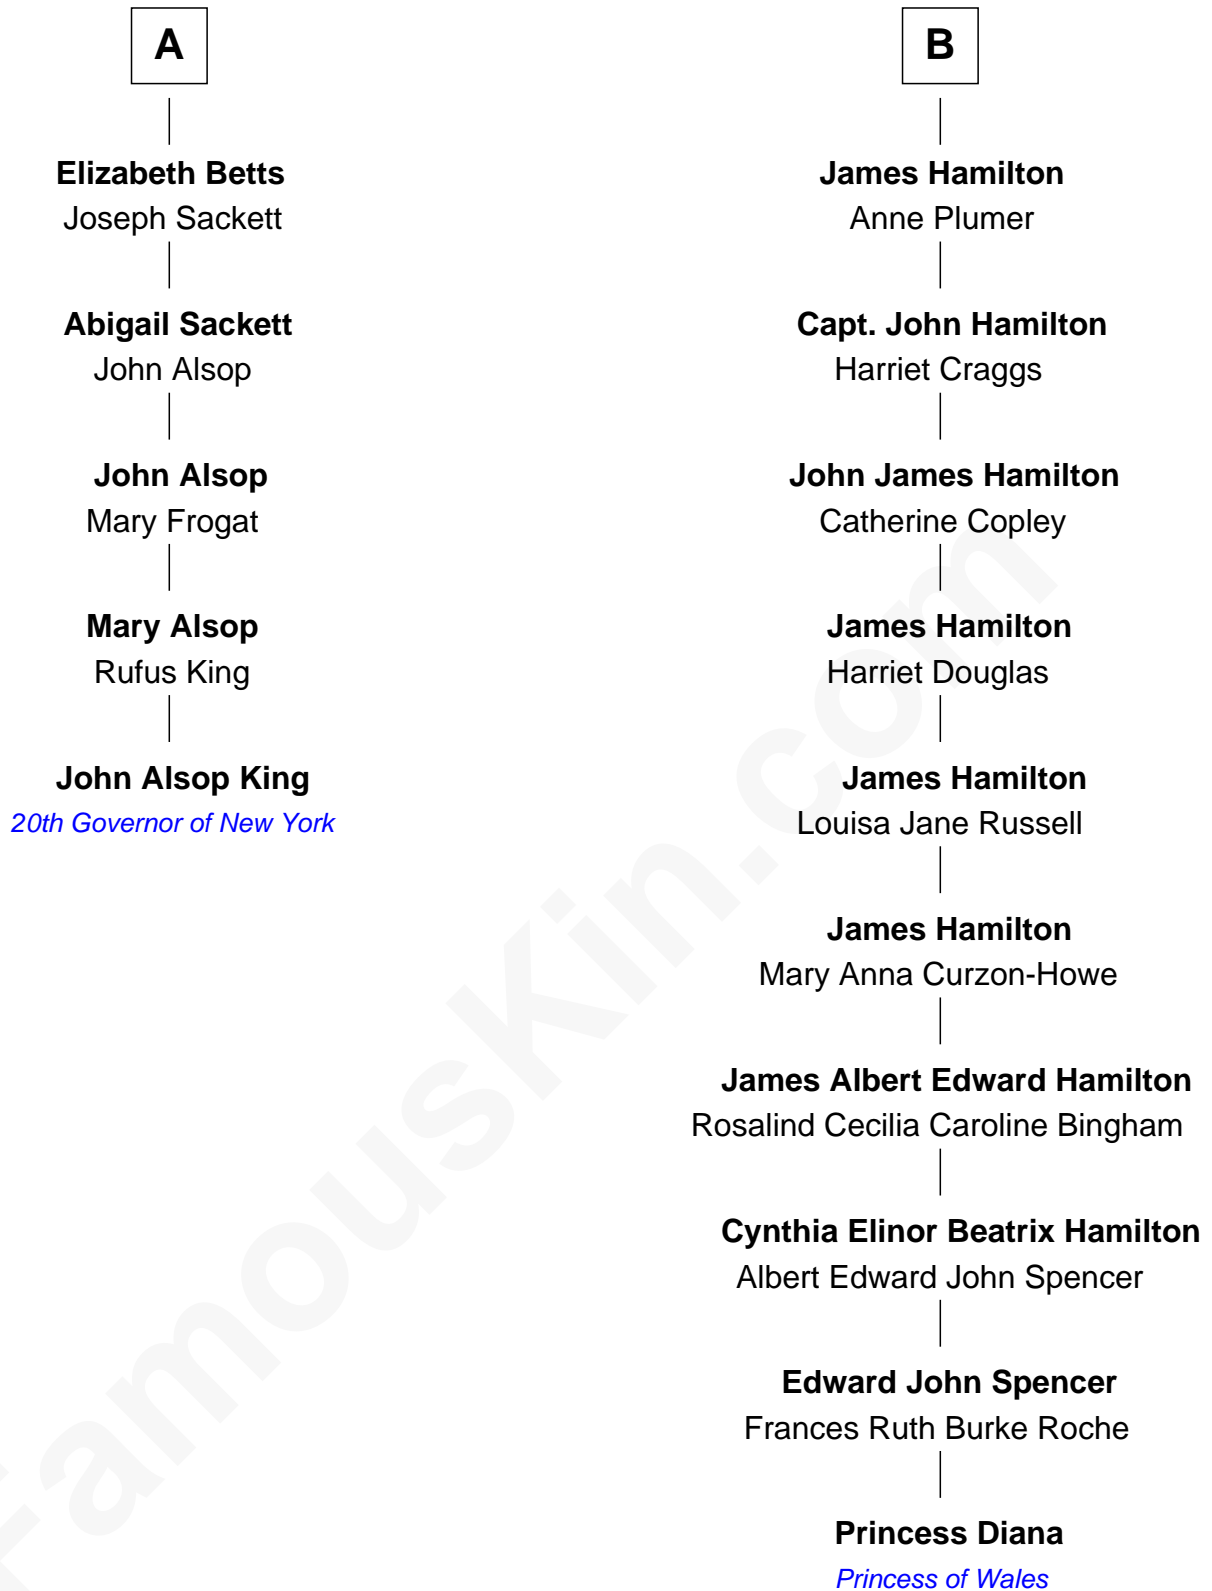 A
Elizabeth Betts
Joseph Sackett
Abigail Sackett
John Alsop
John Alsop
Mary Frogat
Mary Alsop
Rufus King
John Alsop King
20th Governor of New York
B
James Hamilton
Anne Plumer
Capt. John Hamilton
Harriet Craggs
John James Hamilton
Catherine Copley
James Hamilton
Harriet Douglas
James Hamilton
Louisa Jane Russell
James Hamilton
Mary Anna Curzon-Howe
James Albert Edward Hamilton
Rosalind Cecilia Caroline Bingham
Cynthia Elinor Beatrix Hamilton
Albert Edward John Spencer
Edward John Spencer
Frances Ruth Burke Roche
Princess Diana
Princess of Wales
FamousKin.com